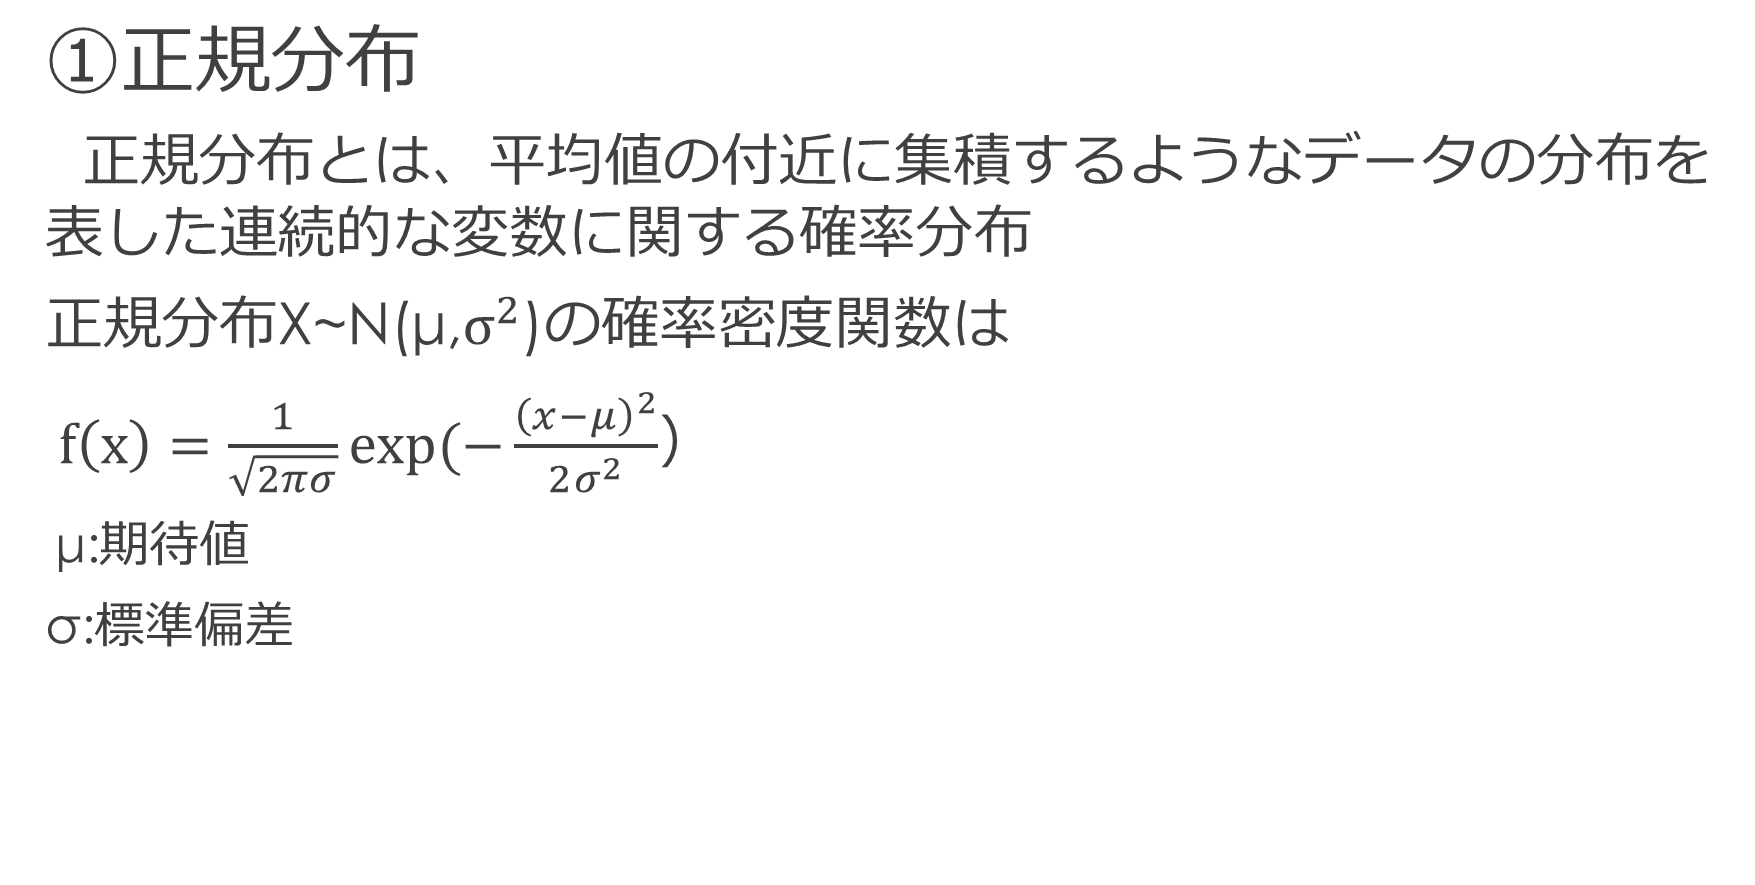 ①正規分布
正規分布とは、平均値の付近に集積するようなデータの分布を
表した連続的な変数に関する確率分布
正規分布X~N(μ,σ²)の確率密度関数は
f(x) = 1/√(2πσ) exp(−(x−μ)²/2σ²)
μ:期待値
σ:標準偏差